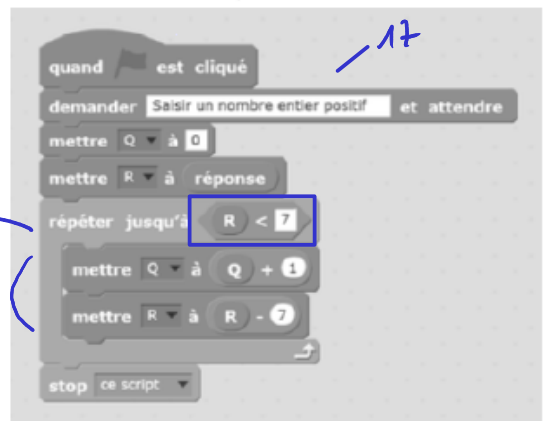 17
quand est cliqué
demander Saisir un nombre entier positif et attendre
mettre Q à 0
mettre R à réponse
répéter jusqu'à R < 7
mettre Q à Q + 1
mettre R à R - 7
stop ce script